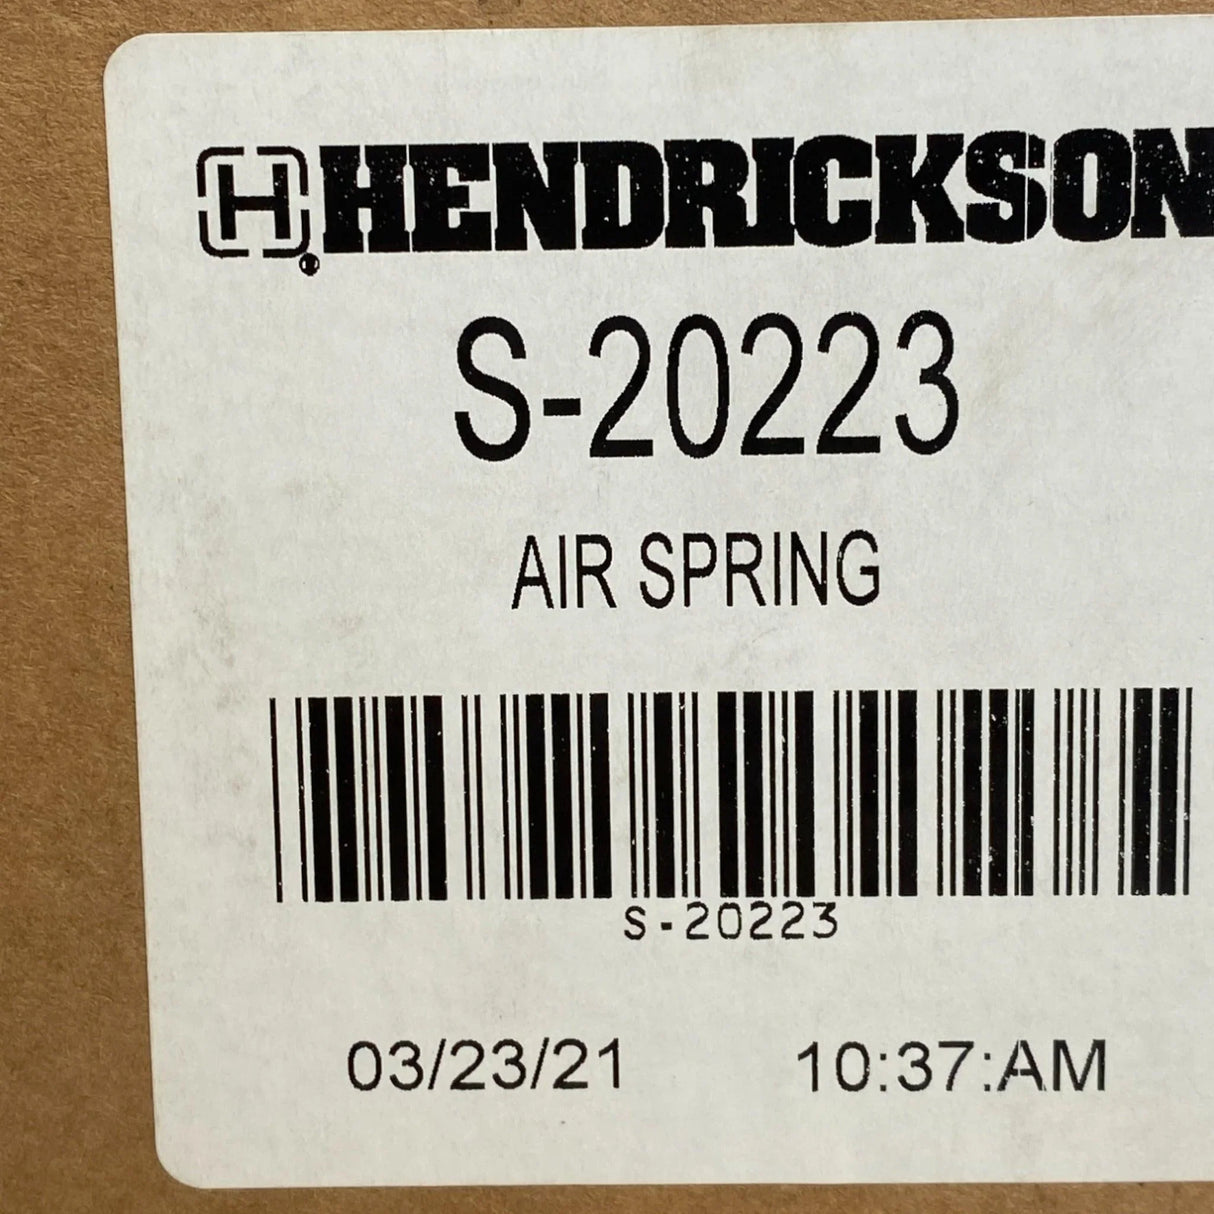 H HENDRICKSON
S-20223
AIR SPRING
S-20223
03/23/21 10:37:AM